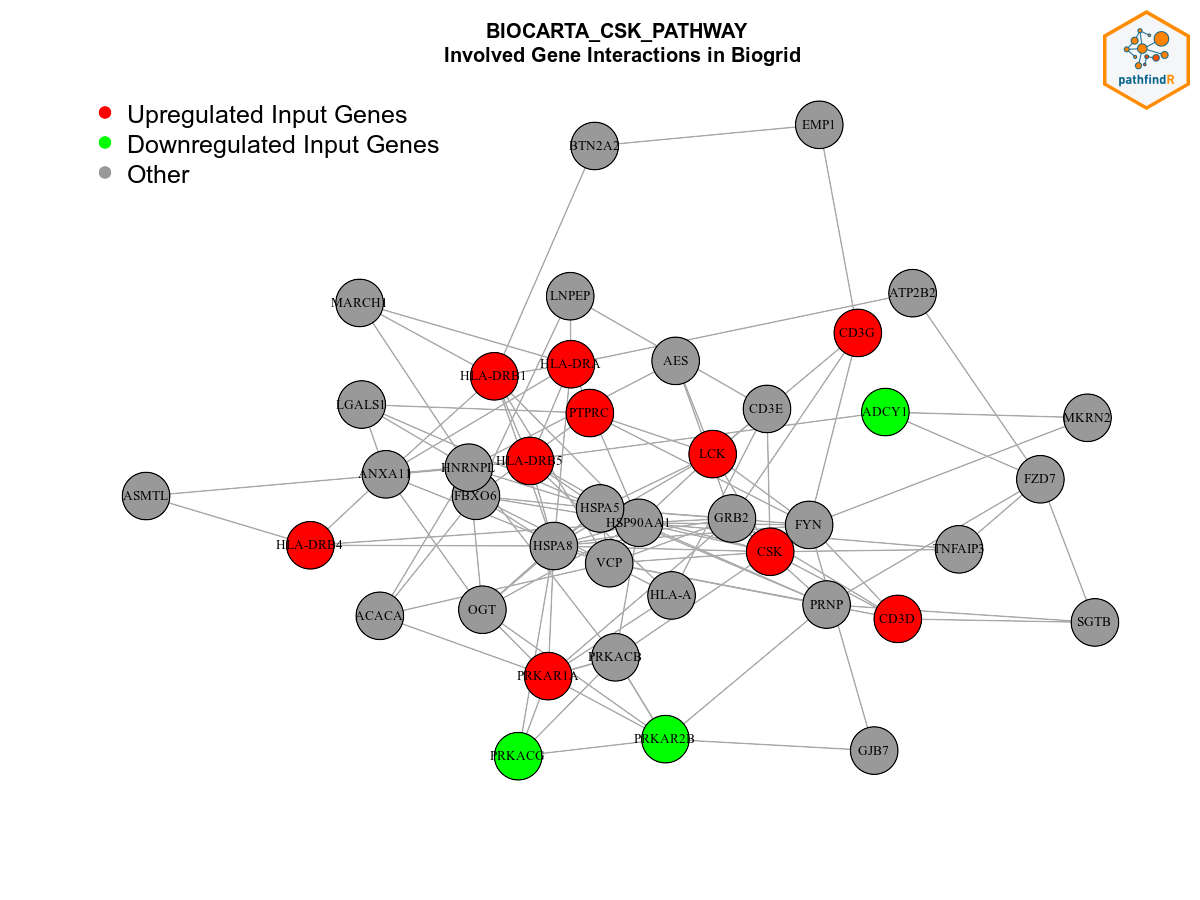 BIOCARTA_CSK_PATHWAY
Involved Gene Interactions in Biogrid
pathfindR
Upregulated Input Genes
Downregulated Input Genes
Other
EMP1
BTN2A2
ATP2B2
LNPEP
MARCH1
CD3G
AES
HLA-DRA
HLA-DRB1
LGALS1
CD3E
ADCY1
PTPRC
MKRN2
LCK
HLA-DRB5
HNRNPL
ANXA11
FZD7
ASMTL
FBXO6
HSPA5
GRB2
HSP90AA1
FYN
HLA-DRB4
HSPA8
TNFAIP3
CSK
VCP
HLA-A
PRNP
OGT
ACACA
CD3D
SGTB
PRKACB
PRKAR1A
PRKAR2B
GJB7
PRKACG